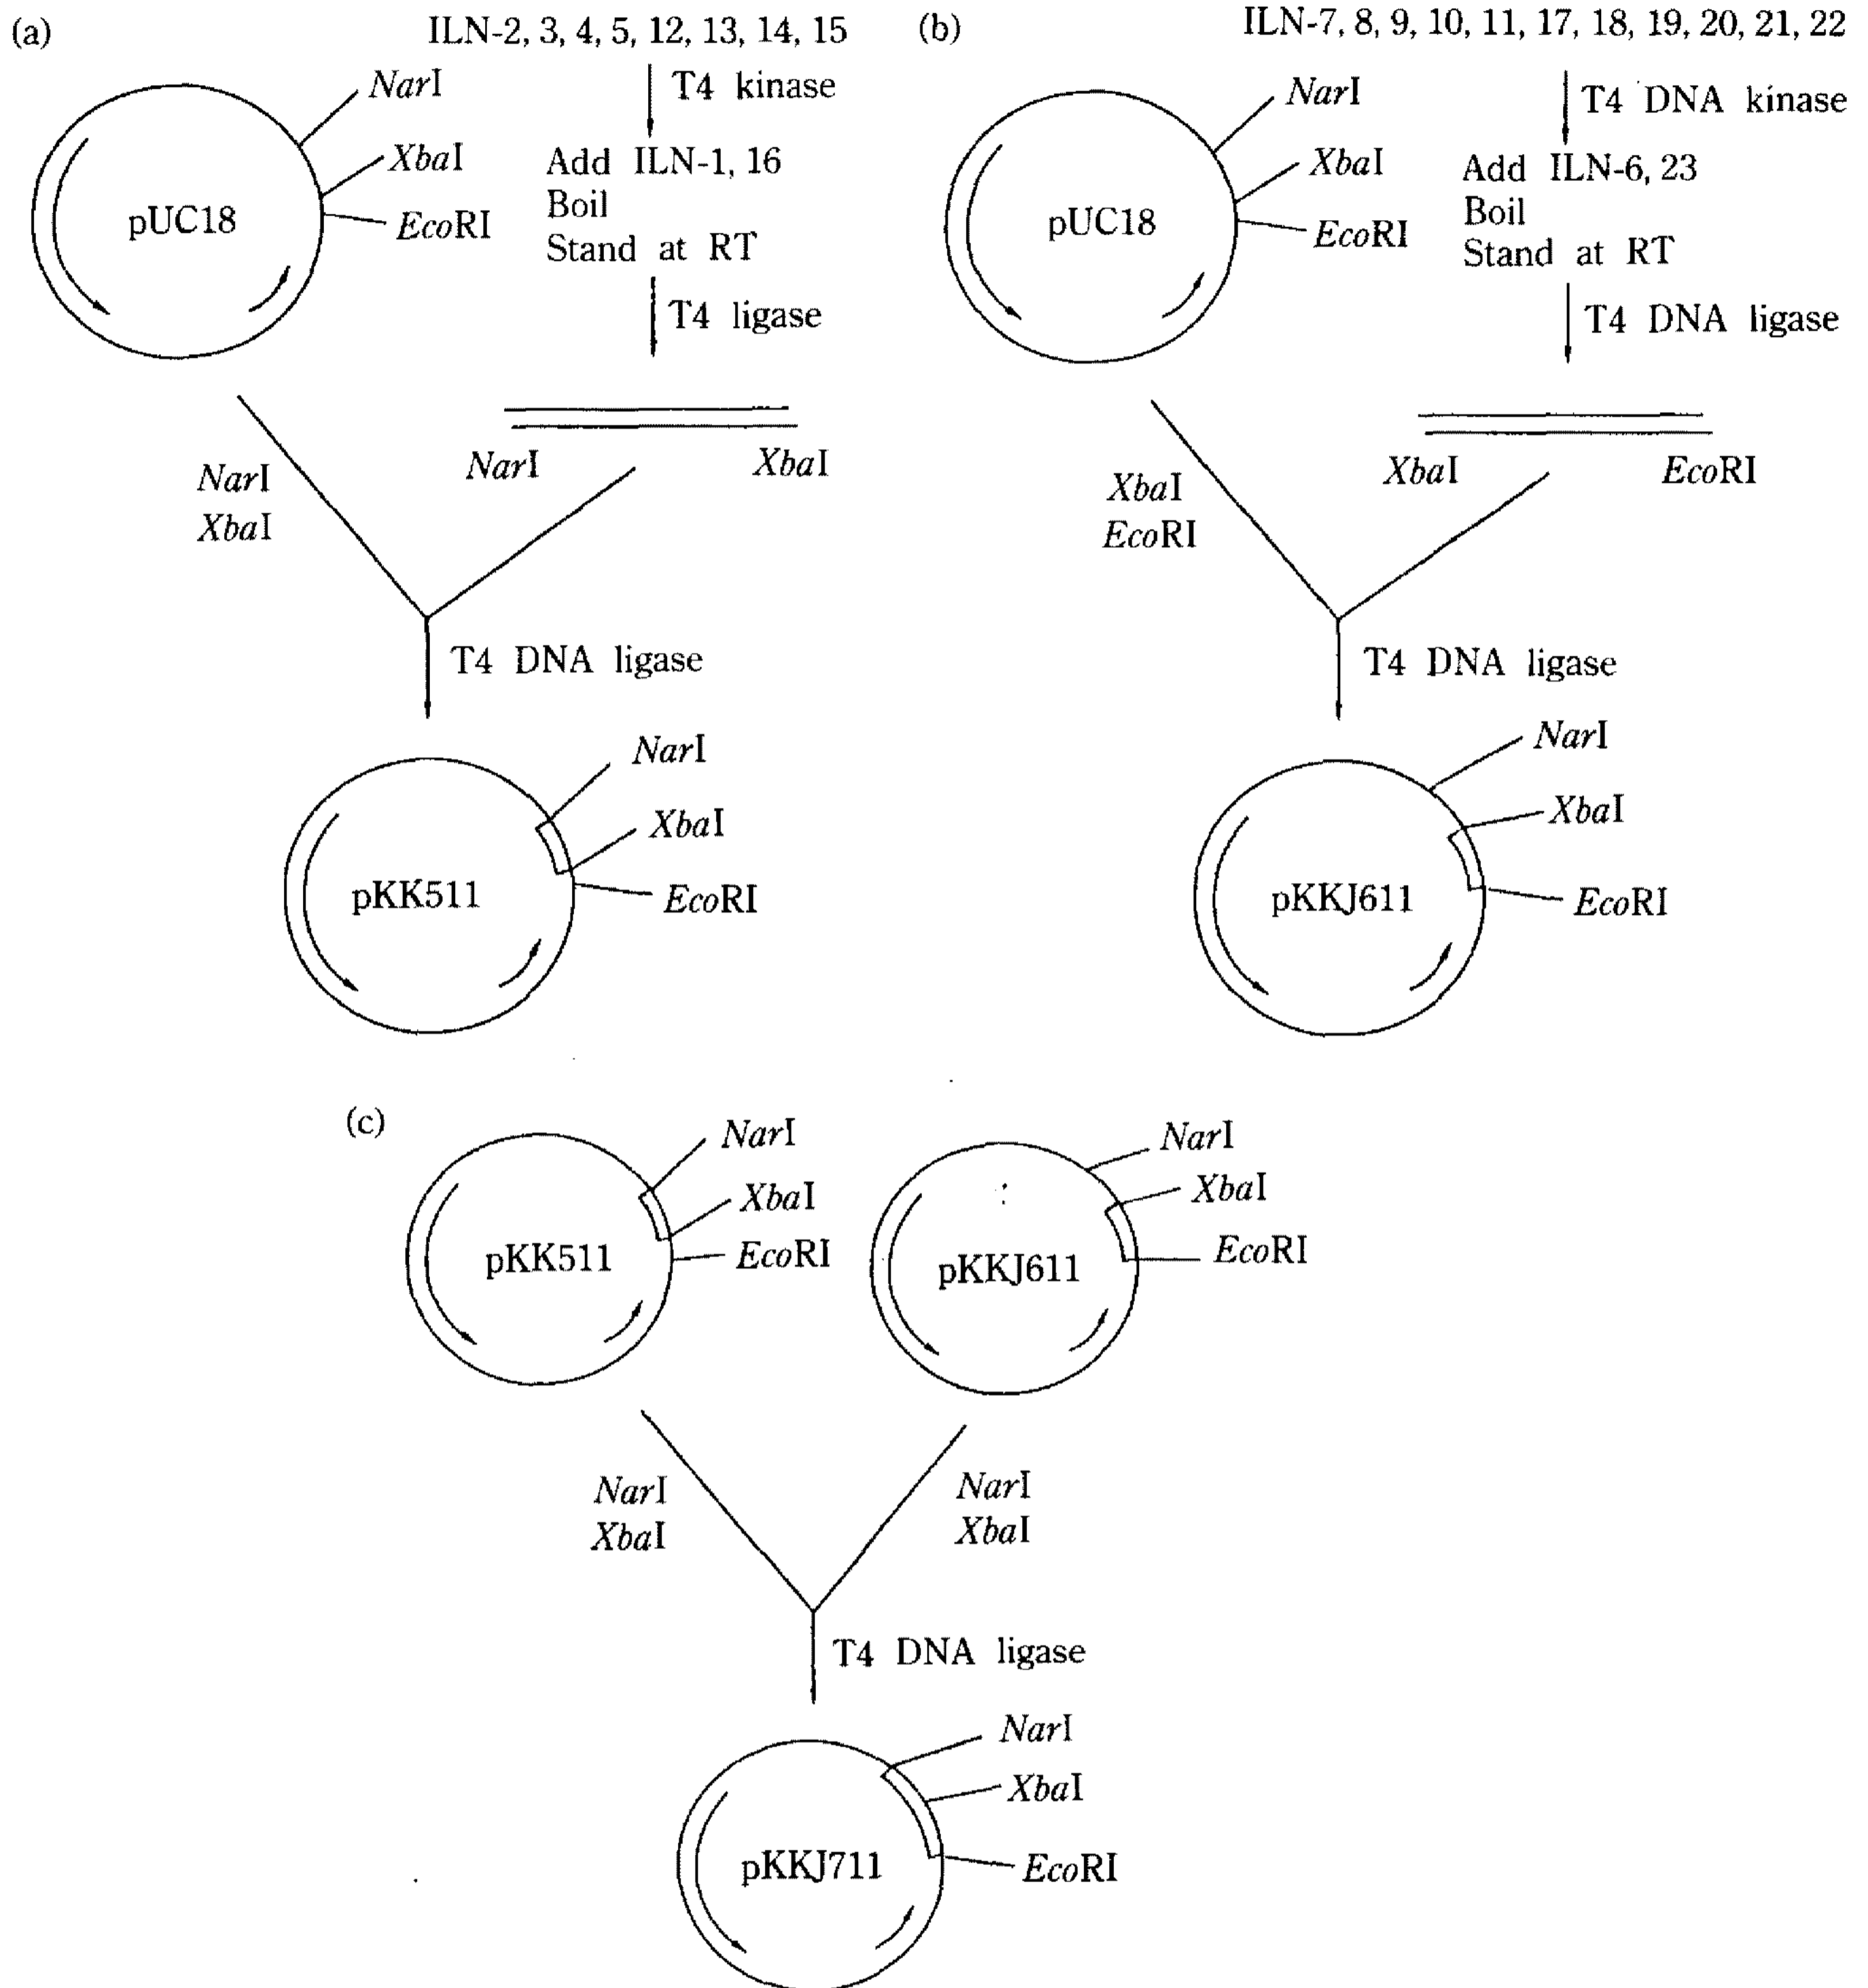 (a)
ILN-2, 3, 4, 5, 12, 13, 14, 15
NarI
T4 kinase
XbaI
Add ILN-1, 16
Boil
pUC18
EcoRI
Stand at RT
T4 ligase
NarI
XbaI
NarI
XbaI
T4 DNA ligase
NarI
XbaI
pKK511
EcoRI
(b)
ILN-7, 8, 9, 10, 11, 17, 18, 19, 20, 21, 22
NarI
T4 DNA kinase
XbaI
Add ILN-6, 23
Boil
pUC18
EcoRI
Stand at RT
T4 DNA ligase
XbaI
EcoRI
XbaI
EcoRI
T4 DNA ligase
NarI
XbaI
pKKJ611
EcoRI
(c)
NarI
XbaI
pKK511
EcoRI
NarI
XbaI
pKKJ611
EcoRI
NarI
XbaI
NarI
XbaI
T4 DNA ligase
NarI
XbaI
pKKJ711
EcoRI